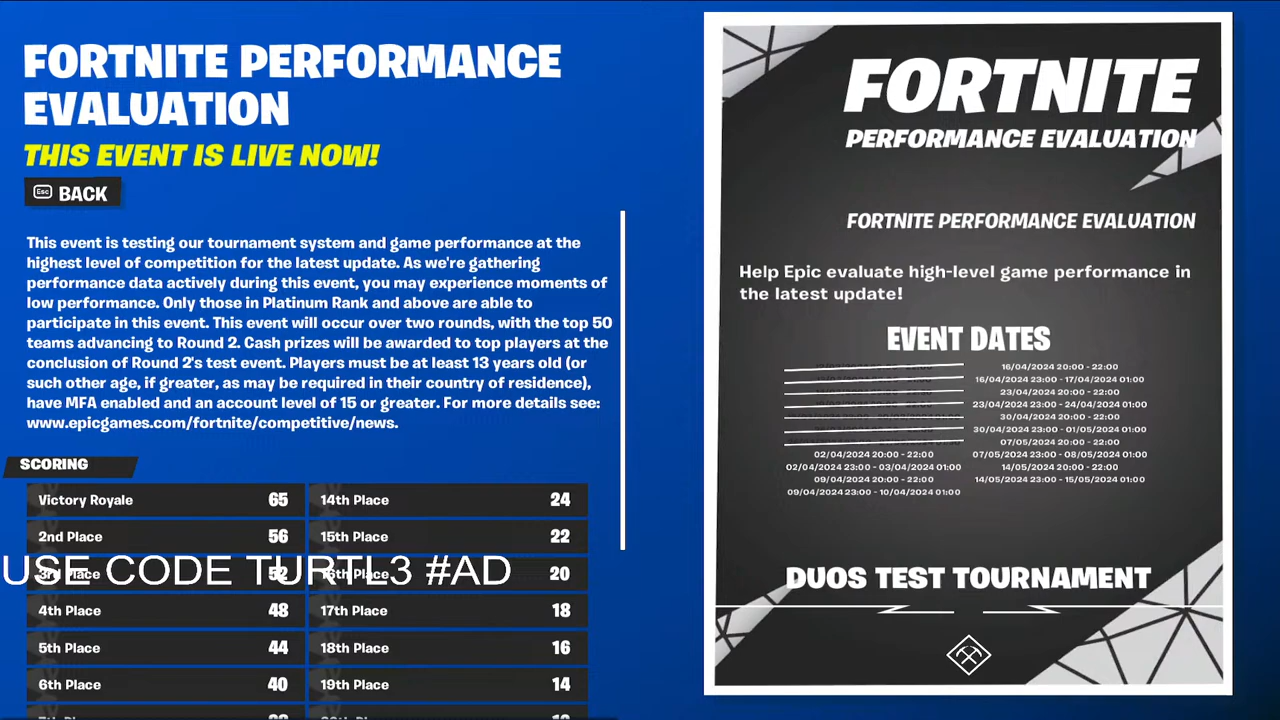 FORTNITE PERFORMANCE
EVALUATION
THIS EVENT IS LIVE NOW!
Esc BACK
This event is testing our tournament system and game performance at the
highest level of competition for the latest update. As we're gathering
performance data actively during this event, you may experience moments of
low performance. Only those in Platinum Rank and above are able to
participate in this event. This event will occur over two rounds, with the top 50
teams advancing to Round 2. Cash prizes will be awarded to top players at the
conclusion of Round 2's test event. Players must be at least 13 years old (or
such other age, if greater, as may be required in their country of residence),
have MFA enabled and an account level of 15 or greater. For more details see:
www.epicgames.com/fortnite/competitive/news.
SCORING
Victory Royale 65
2nd Place 56
3rd Place 52
4th Place 48
5th Place 44
6th Place 40
14th Place 24
15th Place 22
16th Place 20
17th Place 18
18th Place 16
19th Place 14
USE CODE TURTL3 #AD
FORTNITE
PERFORMANCE EVALUATION
FORTNITE PERFORMANCE EVALUATION
Help Epic evaluate high-level game performance in
the latest update!
EVENT DATES
02/04/2024 20:00 - 22:00
02/04/2024 23:00 - 03/04/2024 01:00
09/04/2024 20:00 - 22:00
09/04/2024 23:00 - 10/04/2024 01:00
16/04/2024 20:00 - 22:00
16/04/2024 23:00 - 17/04/2024 01:00
23/04/2024 20:00 - 22:00
23/04/2024 23:00 - 24/04/2024 01:00
30/04/2024 20:00 - 22:00
30/04/2024 23:00 - 01/05/2024 01:00
07/05/2024 20:00 - 22:00
07/05/2024 23:00 - 08/05/2024 01:00
14/05/2024 20:00 - 22:00
14/05/2024 23:00 - 15/05/2024 01:00
DUOS TEST TOURNAMENT